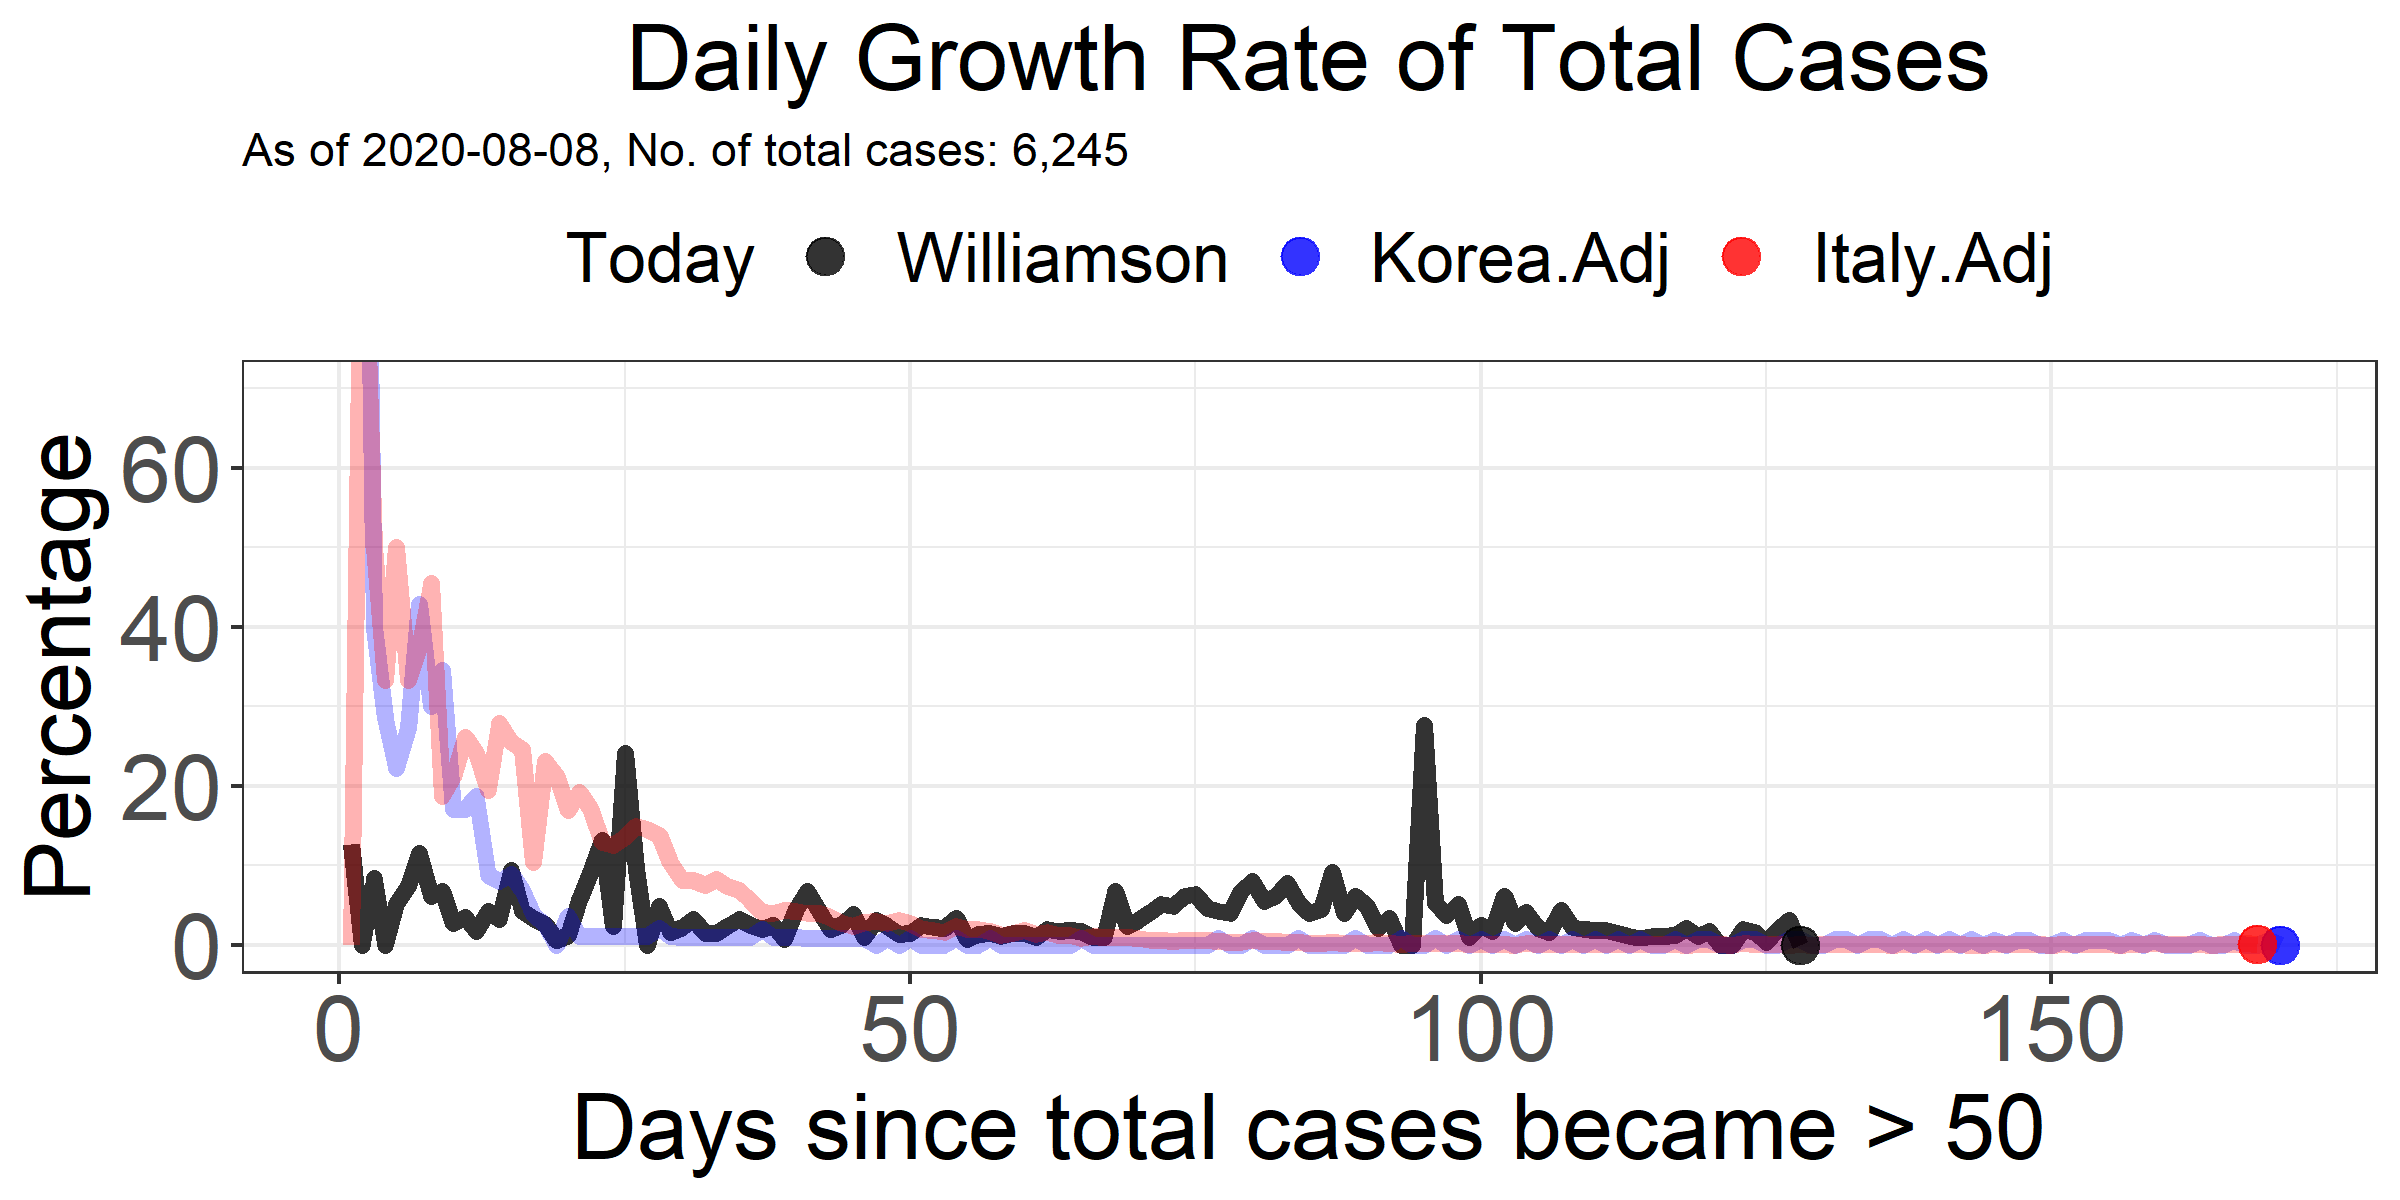 Daily Growth Rate of Total Cases
As of 2020-08-08, No. of total cases: 6,245
Today Williamson Korea.Adj Italy.Adj
Percentage
60
40
20
0
0 50 100 150
Days since total cases became > 50